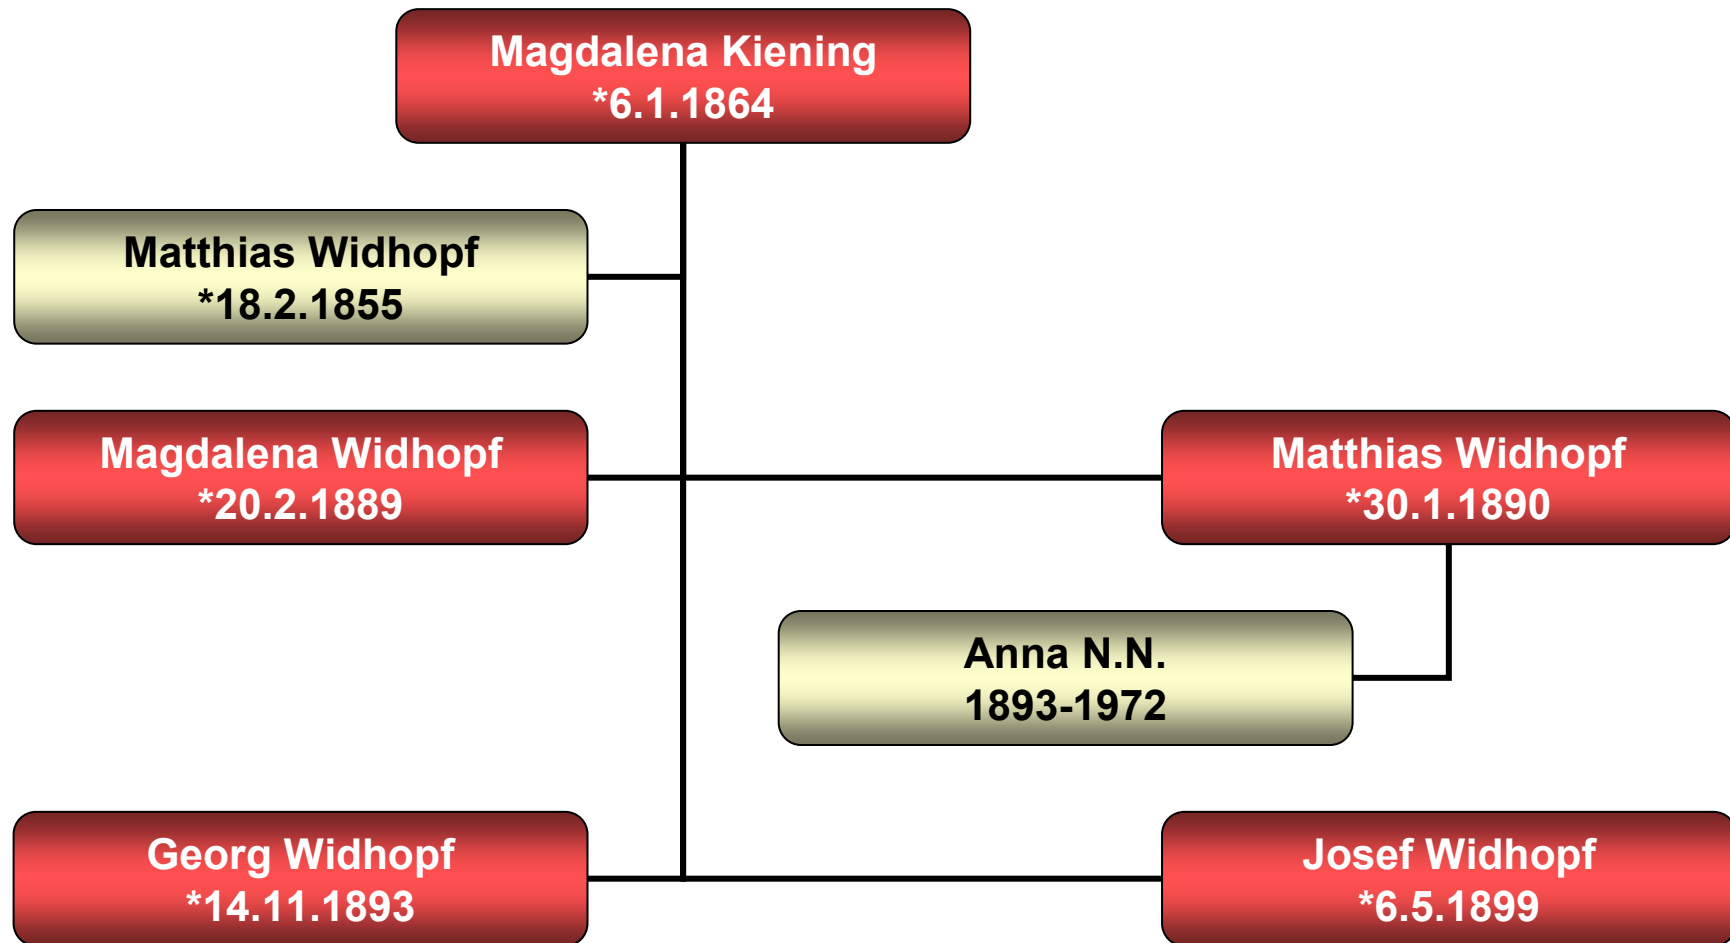 Magdalena Kiening
*6.1.1864
Matthias Widhopf
*18.2.1855
Magdalena Widhopf
*20.2.1889
Matthias Widhopf
*30.1.1890
Anna N.N.
1893-1972
Georg Widhopf
*14.11.1893
Josef Widhopf
*6.5.1899